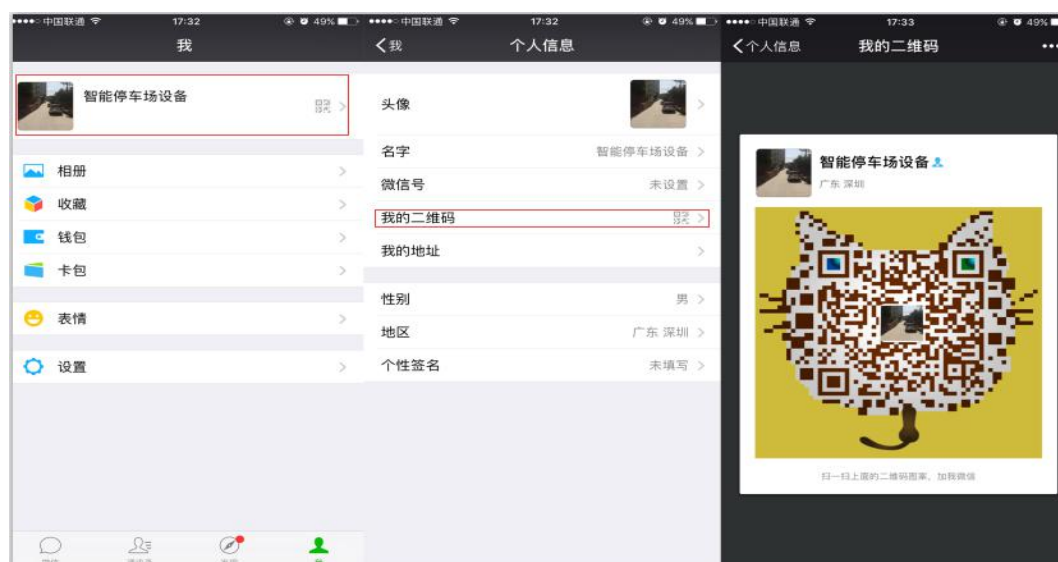 中国联通 17:32 49%
我
智能停车场设备
相册
收藏
钱包
卡包
表情
设置
中国联通 17:32 49%
我 个人信息
头像
名字 智能停车场设备
微信号 未设置
我的二维码
我的地址
性别 男
地区 广东 深圳
个性签名 未填写
中国联通 17:33 49%
个人信息 我的二维码
智能停车场设备
广东 深圳
扫一扫上面的二维码图案，加我微信